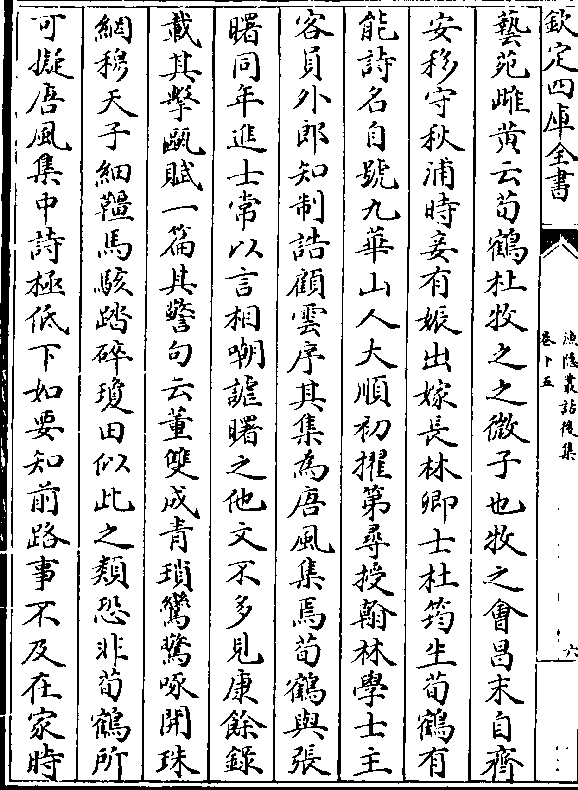 欽定四庫全書
漁隱叢話後集
卷十五
六
藝苑雌黄云荀鶴杜牧之之微子也牧之會昌末自齊
安移守秋浦時妾有娠出嫁長林鄉士杜筠生荀鶴有
能詩名自號九華山人大順初擢第尋授翰林學士主
客員外郎知制誥顧雲序其集為唐風集焉荀鶴與張
曙同年進士常以言相嘲謔曙之他文不多見康餘録
載其擊甌賦一篇其警句云董雙成青瑣鸞驚啄開珠
網穆天子細韁馬駭踏碎瓊田似此之類恐非荀鶴所
可擬唐風集中詩極低下如要知前路事不及在家時